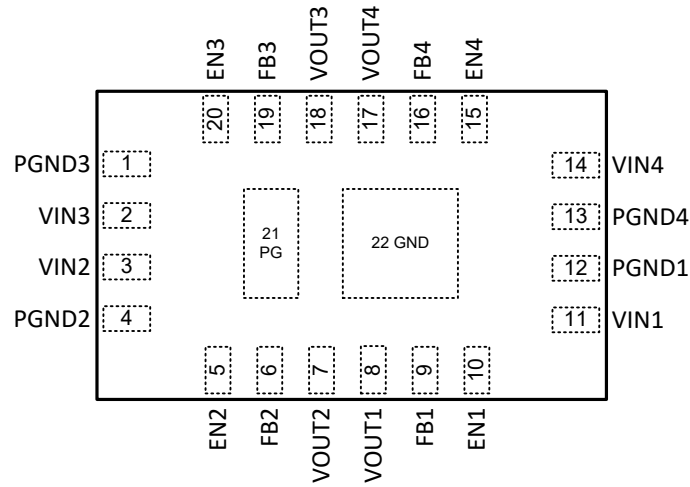 EN3
FB3
VOUT3
VOUT4
FB4
EN4
20
19
18
17
16
15
PGND3
1
14
VIN4
VIN3
2
13
PGND4
21
PG
22 GND
VIN2
3
12
PGND1
PGND2
4
11
VIN1
5
6
7
8
9
10
EN2
FB2
VOUT2
VOUT1
FB1
EN1